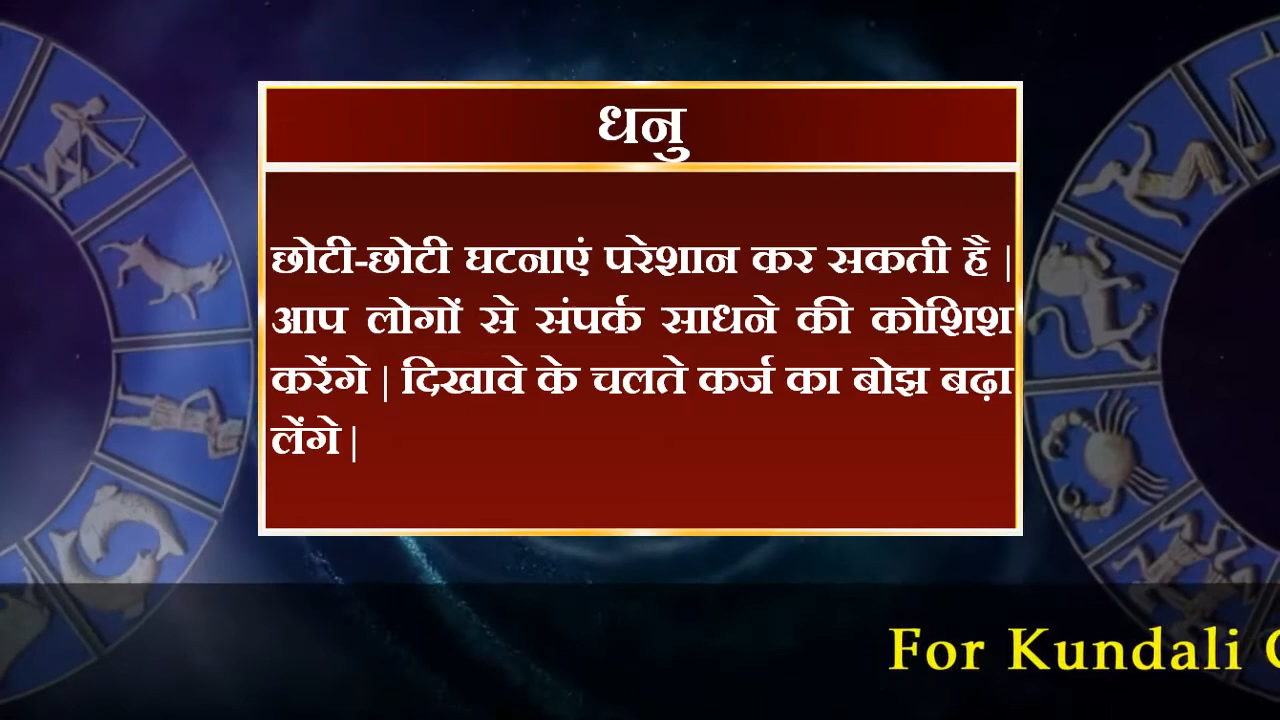 धनु
छोटी-छोटी घटनाएं परेशान कर सकती है |
आप लोगों से संपर्क साधने की कोशिश
करेंगे | दिखावे के चलते कर्ज का बोझ बढ़ा
लेंगे |
For Kundali